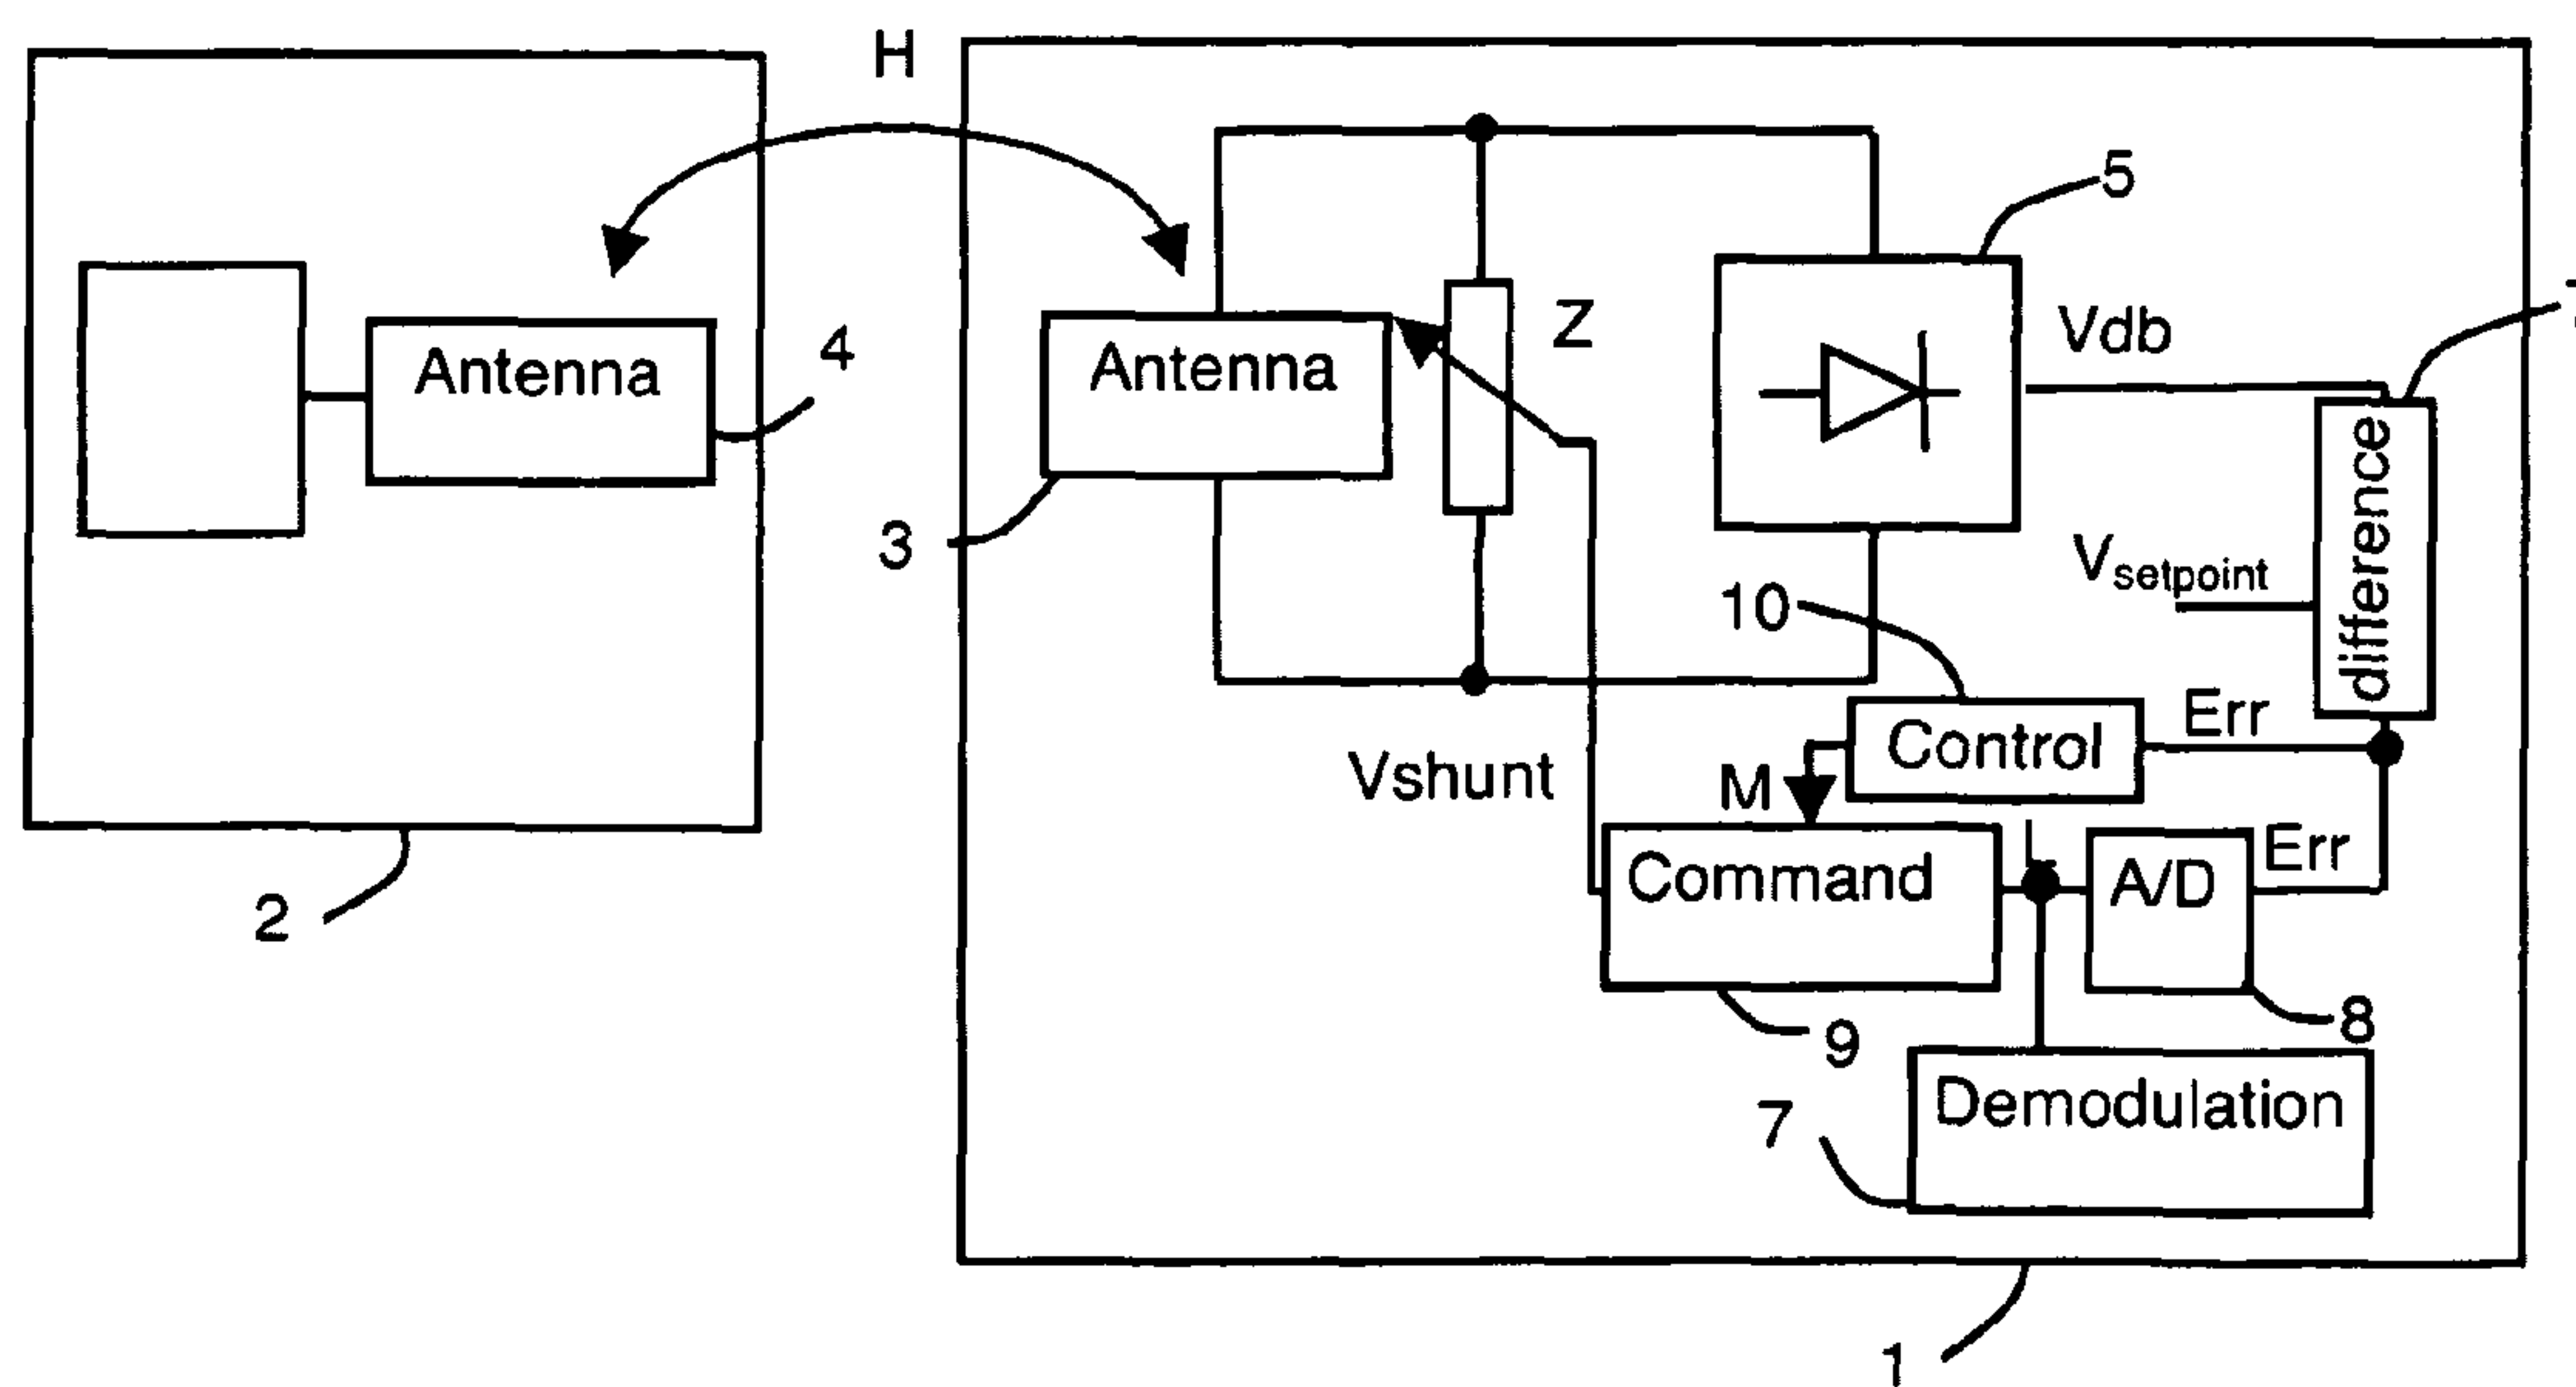 H
5
Z
Vdb
Antenna
4
Antenna
difference
3
Vsetpoint
10
Err
Control
Vshunt
M
Err
Command
A/D
2
8
9
Demodulation
7
1